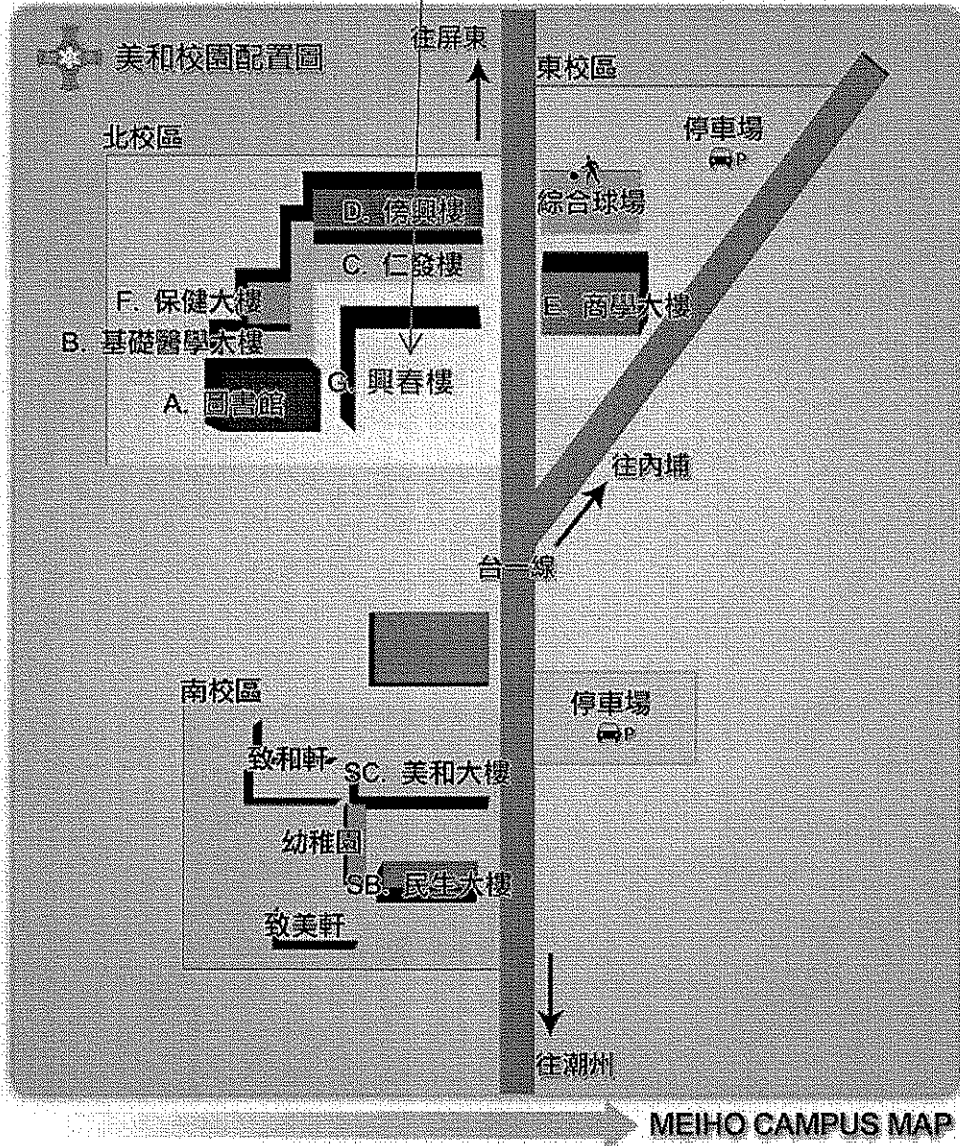 美和校園配置圖
往屏東
東校區
停車場
P
北校區
綜合球場
D. 傍興樓
C. 仁發樓
F. 保健大樓
E. 商學大樓
B. 基礎醫學大樓
G. 興春樓
A. 圖書館
往內埔
台一線
南校區
停車場
P
致和軒
SC. 美和大樓
幼稚園
SB. 民生大樓
致美軒
往潮州
MEIHO CAMPUS MAP